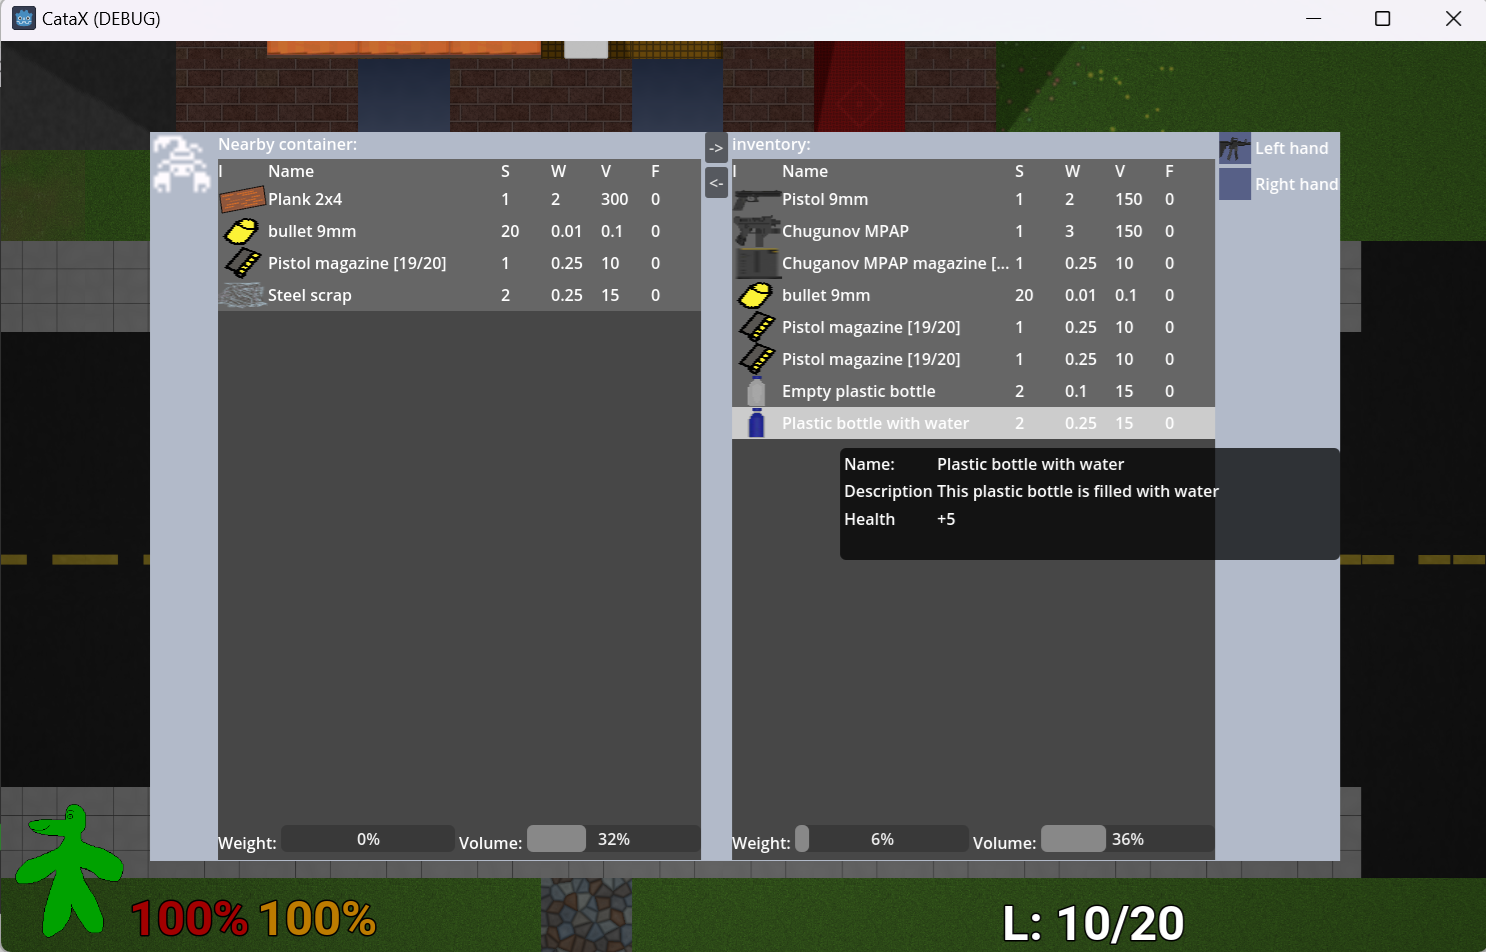 CataX (DEBUG)
Nearby container:
I Name S W V F
Plank 2x4 1 2 300 0
bullet 9mm 20 0.01 0.1 0
Pistol magazine [19/20] 1 0.25 10 0
Steel scrap 2 0.25 15 0
Weight: 0% Volume: 32%
->
<-
inventory:
I Name S W V F
Pistol 9mm 1 2 150 0
Chugunov MPAP 1 3 150 0
Chuganov MPAP magazine [... 1 0.25 10 0
bullet 9mm 20 0.01 0.1 0
Pistol magazine [19/20] 1 0.25 10 0
Pistol magazine [19/20] 1 0.25 10 0
Empty plastic bottle 2 0.1 15 0
Plastic bottle with water 2 0.25 15 0
Name: Plastic bottle with water
Description This plastic bottle is filled with water
Health +5
Weight: 6% Volume: 36%
Left hand
Right hand
100% 100%
L: 10/20